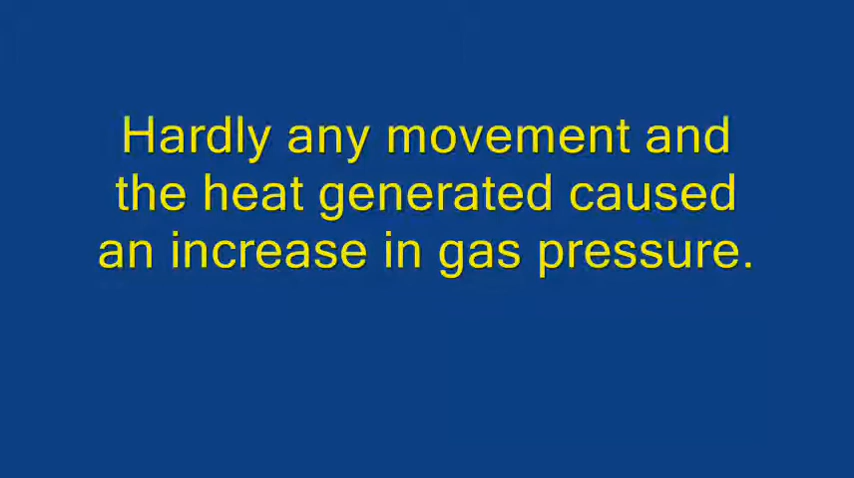 Hardly any movement and
the heat generated caused
an increase in gas pressure.